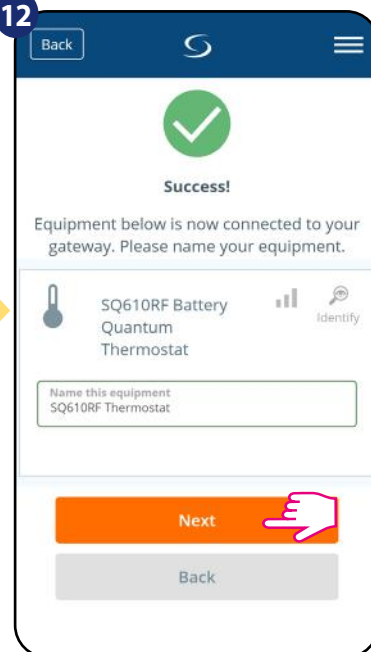 12
Back
Success!
Equipment below is now connected to your
gateway. Please name your equipment.
SQ610RF Battery
Quantum
Thermostat
Identify
Name this equipment
SQ610RF Thermostat
Next
Back